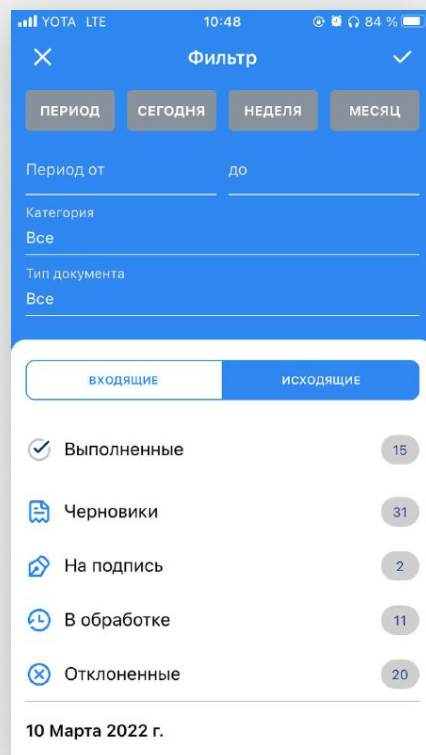 YOTA LTE 10:48 84 %
Фильтр
ПЕРИОД СЕГОДНЯ НЕДЕЛЯ МЕСЯЦ
Период от до
Категория
Все
Тип документа
Все
ВХОДЯЩИЕ ИСХОДЯЩИЕ
Выполненные 15
Черновики 31
На подпись 2
В обработке 11
Отклоненные 20
10 Марта 2022 г.